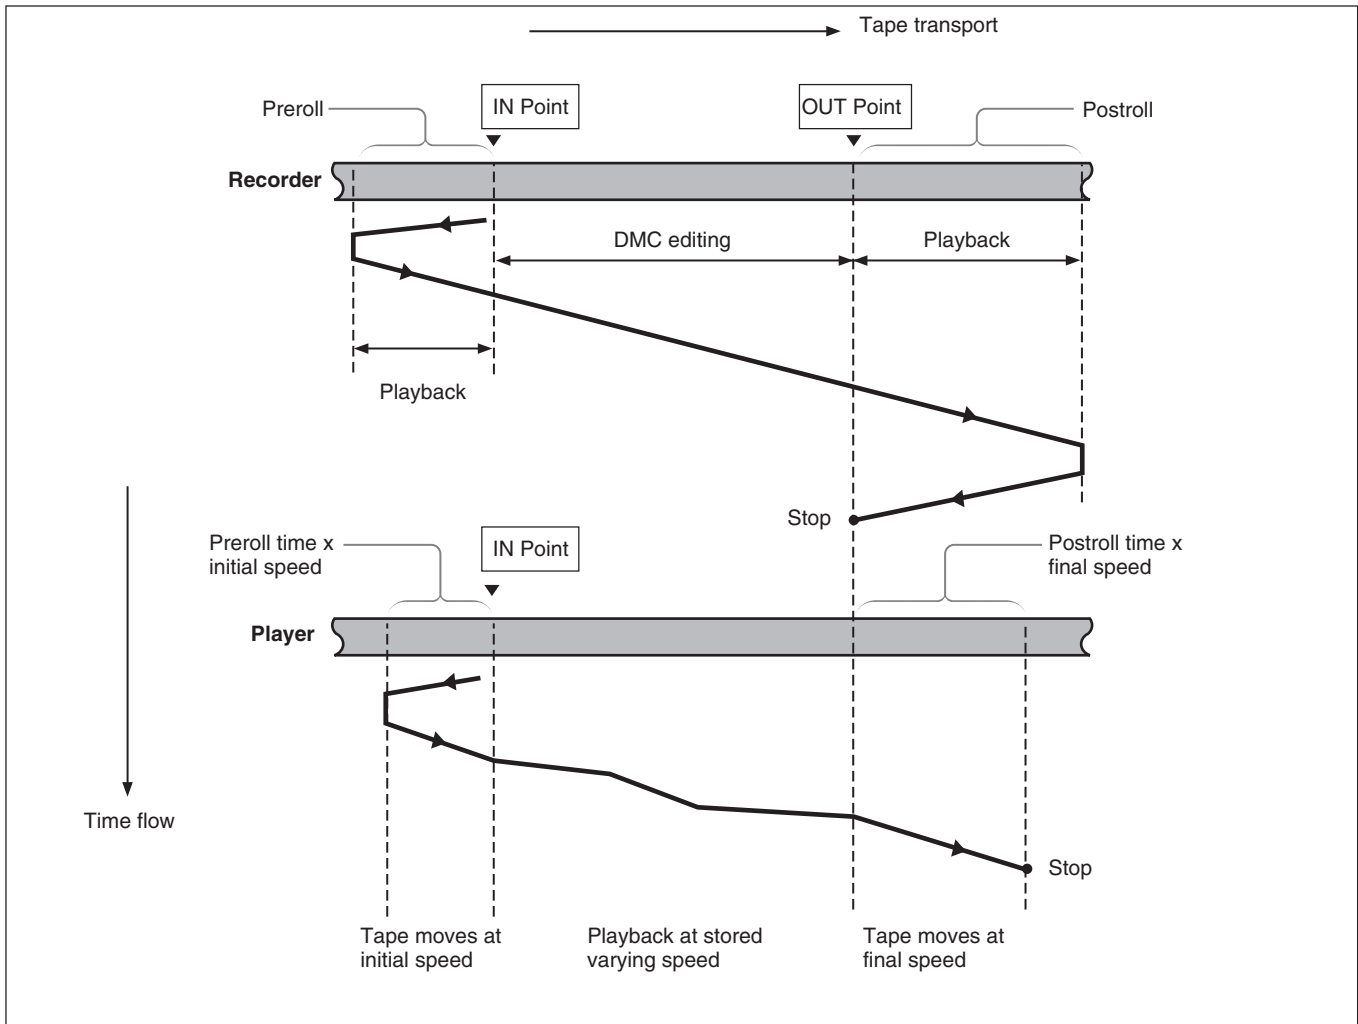 Tape transport
Preroll
IN Point
OUT Point
Postroll
Recorder
DMC editing
Playback
Playback
Stop
Preroll time x
initial speed
IN Point
Postroll time x
final speed
Player
Time flow
Stop
Tape moves at
initial speed
Playback at stored
varying speed
Tape moves at
final speed